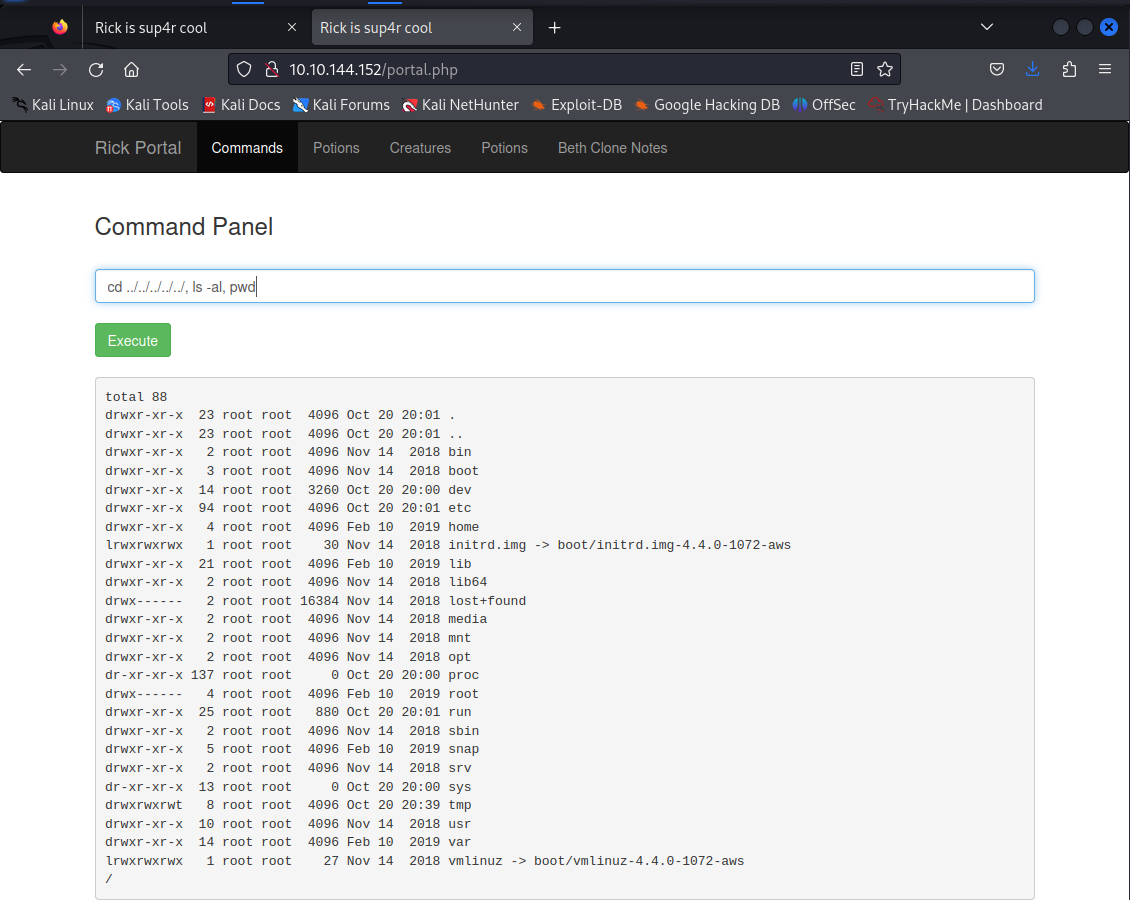 Rick is sup4r cool Rick is sup4r cool
10.10.144.152/portal.php
Kali Linux Kali Tools Kali Docs Kali Forums Kali NetHunter Exploit-DB Google Hacking DB OffSec TryHackMe | Dashboard
Rick Portal Commands Potions Creatures Potions Beth Clone Notes
Command Panel
cd ../../../../../, ls -al, pwd
Execute
total 88
drwxr-xr-x  23 root root  4096 Oct 20 20:01 .
drwxr-xr-x  23 root root  4096 Oct 20 20:01 ..
drwxr-xr-x   2 root root  4096 Nov 14  2018 bin
drwxr-xr-x   3 root root  4096 Nov 14  2018 boot
drwxr-xr-x  14 root root  3260 Oct 20 20:00 dev
drwxr-xr-x  94 root root  4096 Oct 20 20:01 etc
drwxr-xr-x   4 root root  4096 Feb 10  2019 home
lrwxrwxrwx   1 root root    30 Nov 14  2018 initrd.img -> boot/initrd.img-4.4.0-1072-aws
drwxr-xr-x  21 root root  4096 Feb 10  2019 lib
drwxr-xr-x   2 root root  4096 Nov 14  2018 lib64
drwx------   2 root root 16384 Nov 14  2018 lost+found
drwxr-xr-x   2 root root  4096 Nov 14  2018 media
drwxr-xr-x   2 root root  4096 Nov 14  2018 mnt
drwxr-xr-x   2 root root  4096 Nov 14  2018 opt
dr-xr-xr-x 137 root root     0 Oct 20 20:00 proc
drwx------   4 root root  4096 Feb 10  2019 root
drwxr-xr-x  25 root root   880 Oct 20 20:01 run
drwxr-xr-x   2 root root  4096 Nov 14  2018 sbin
drwxr-xr-x   5 root root  4096 Feb 10  2019 snap
drwxr-xr-x   2 root root  4096 Nov 14  2018 srv
dr-xr-xr-x  13 root root     0 Oct 20 20:00 sys
drwxrwxrwt   8 root root  4096 Oct 20 20:39 tmp
drwxr-xr-x  10 root root  4096 Nov 14  2018 usr
drwxr-xr-x  14 root root  4096 Feb 10  2019 var
lrwxrwxrwx   1 root root    27 Nov 14  2018 vmlinuz -> boot/vmlinuz-4.4.0-1072-aws
/